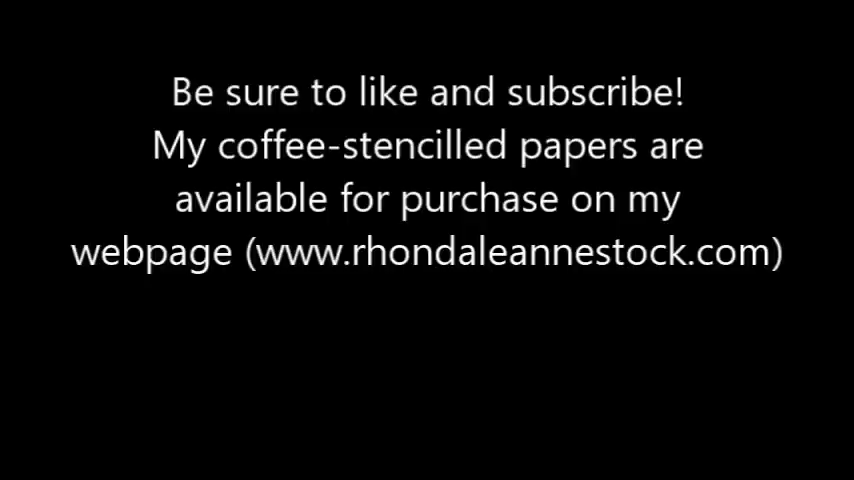 Be sure to like and subscribe!
My coffee-stencilled papers are
available for purchase on my
webpage (www.rhondaleannestock.com)